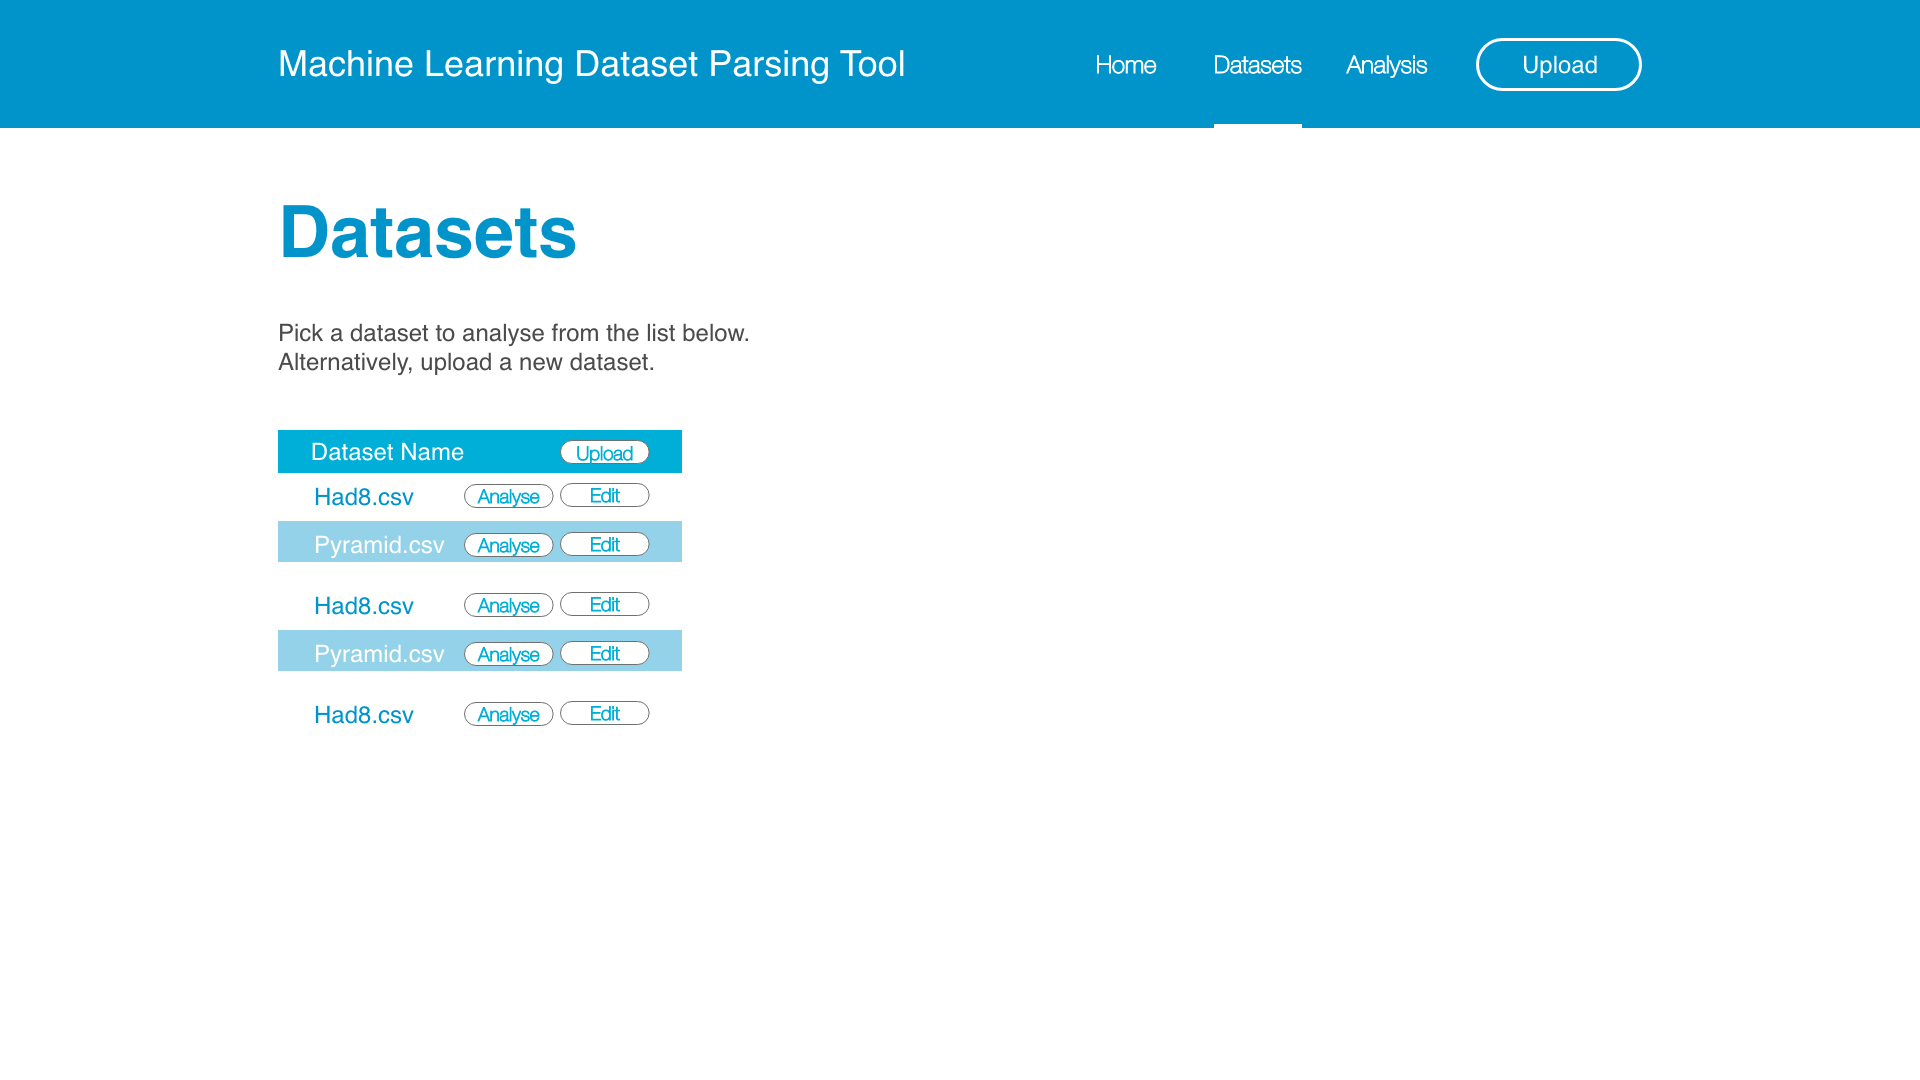 Machine Learning Dataset Parsing Tool Home Datasets Analysis Upload
Datasets
Pick a dataset to analyse from the list below.
Alternatively, upload a new dataset.
Dataset Name Upload
Had8.csv Analyse Edit
Pyramid.csv Analyse Edit
Had8.csv Analyse Edit
Pyramid.csv Analyse Edit
Had8.csv Analyse Edit